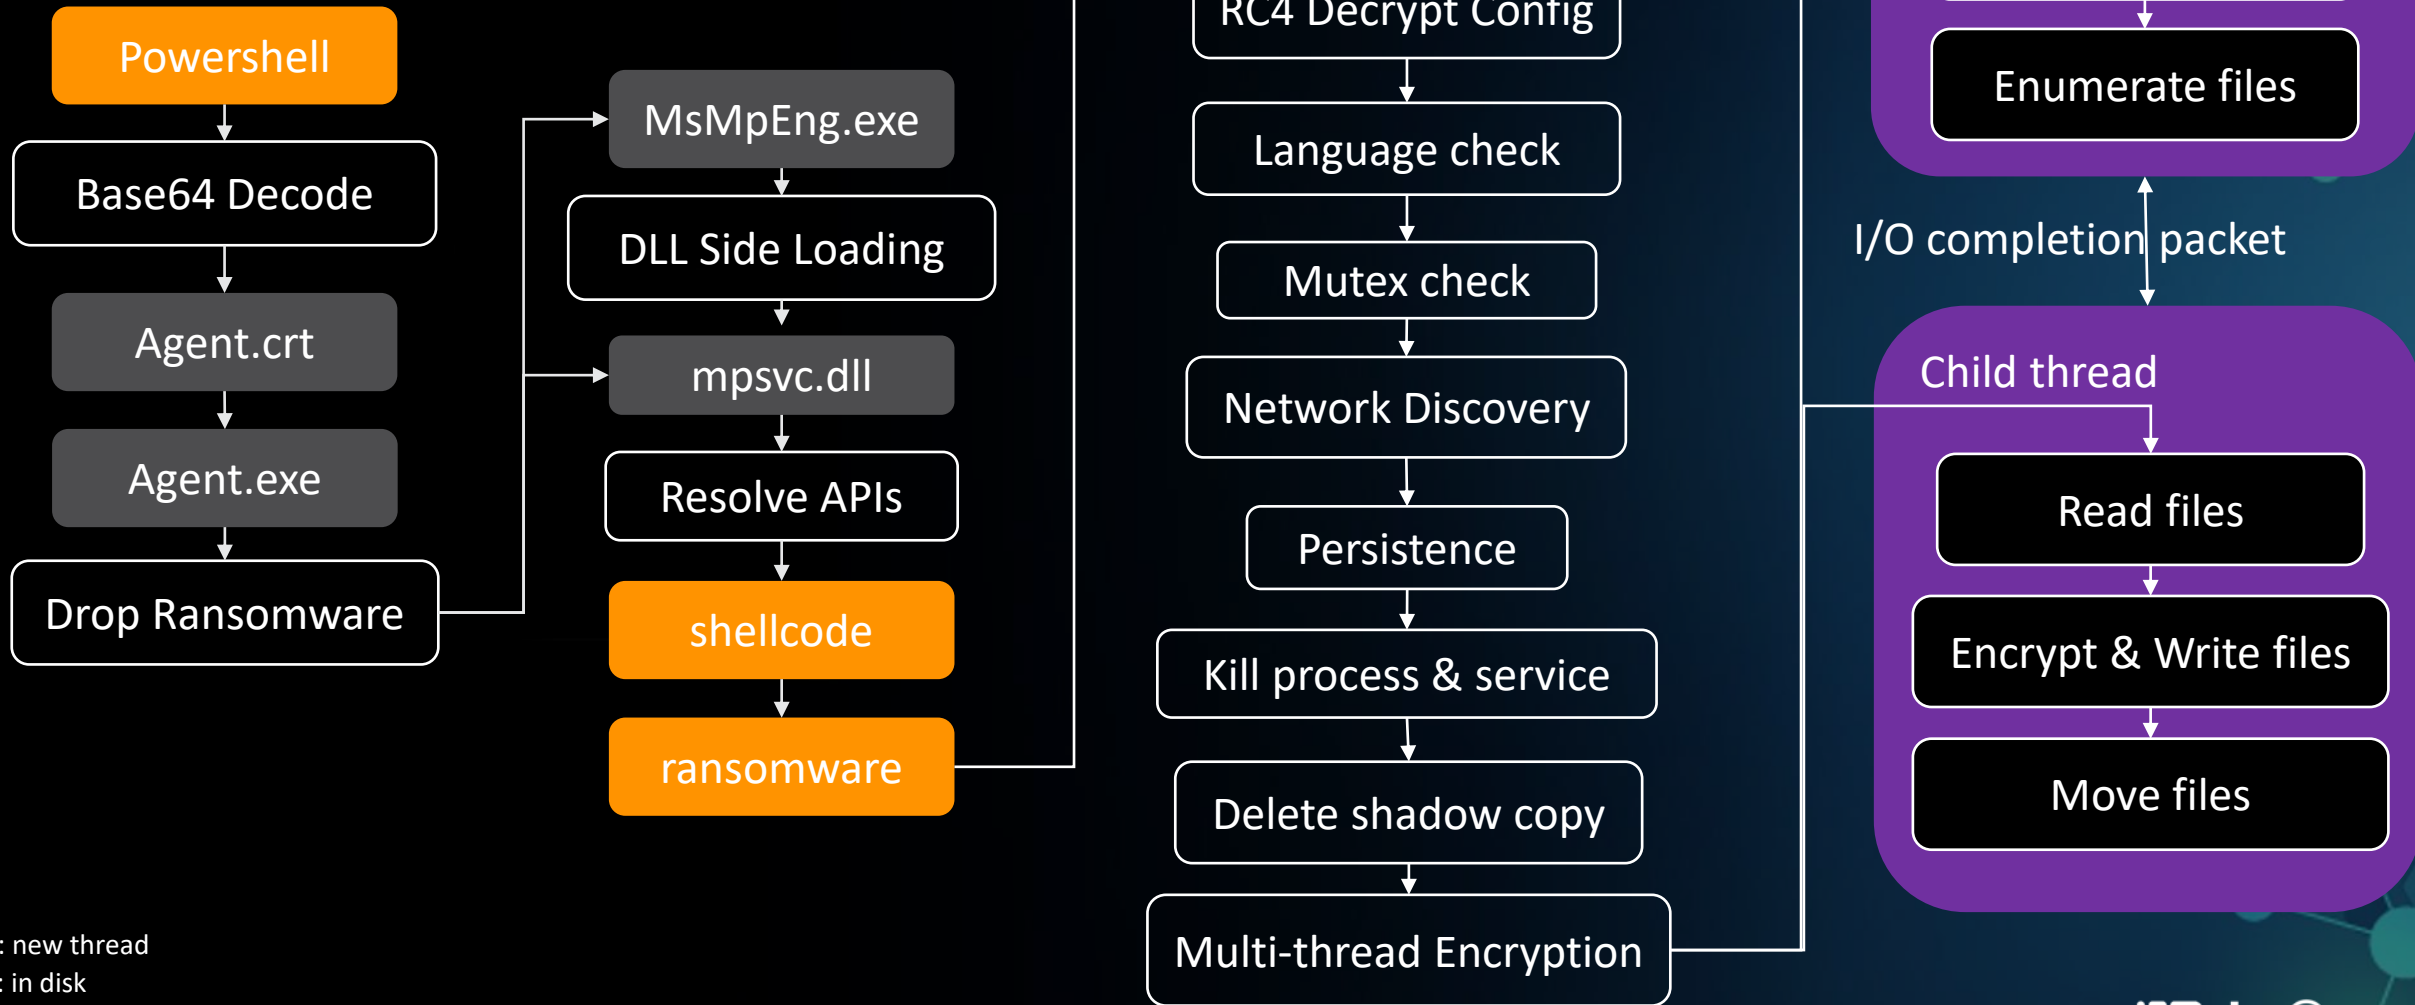 Powershell
Base64 Decode
Agent.crt
Agent.exe
Drop Ransomware
MsMpEng.exe
DLL Side Loading
mpsvc.dll
Resolve APIs
shellcode
ransomware
RC4 Decrypt Config
Language check
Mutex check
Network Discovery
Persistence
Kill process & service
Delete shadow copy
Multi-thread Encryption
Enumerate files
I/O completion packet
Child thread
Read files
Encrypt & Write files
Move files
: new thread
: in disk